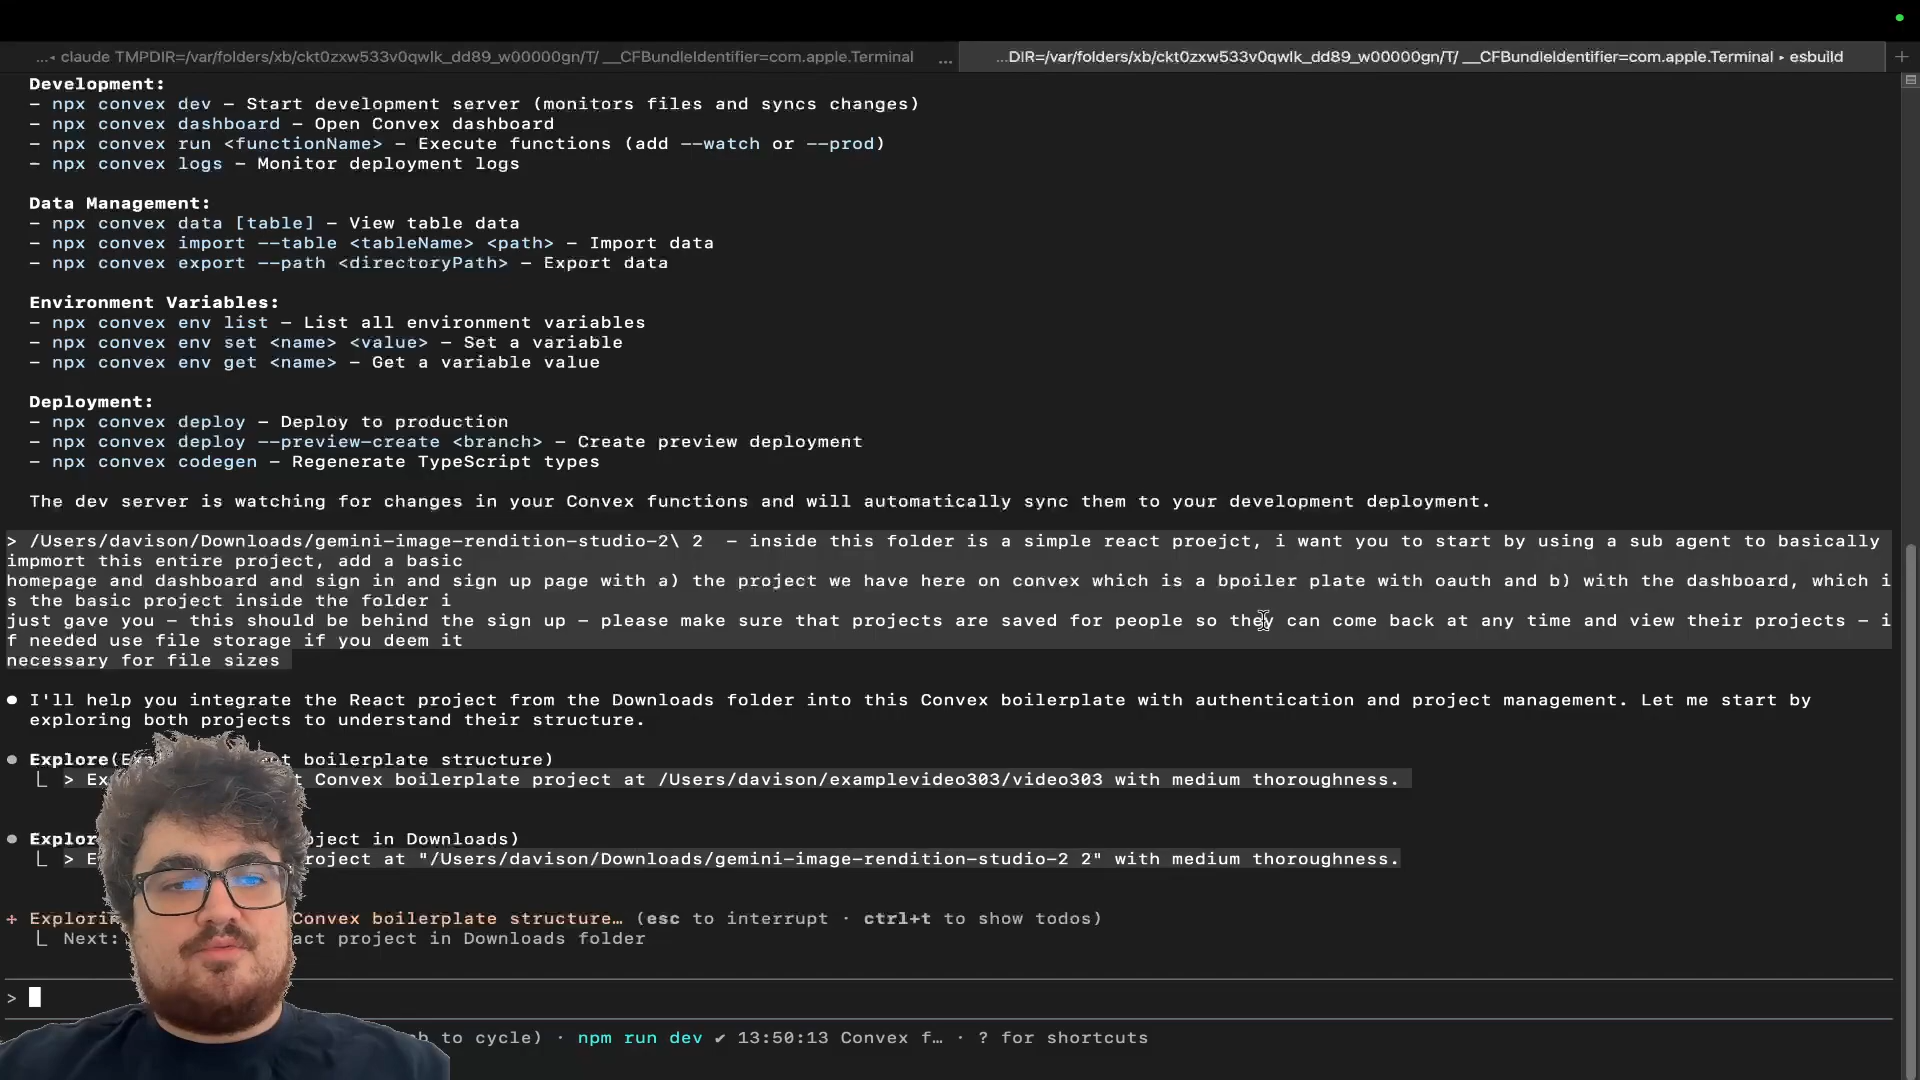 ...◂ claude TMPDIR=/var/folders/xb/ckt0zxw533v0qwlk_dd89_w00000gn/T/ __CFBundleIdentifier=com.apple.Terminal ...
...DIR=/var/folders/xb/ckt0zxw533v0qwlk_dd89_w00000gn/T/ __CFBundleIdentifier=com.apple.Terminal ▸ esbuild
Development:
– npx convex dev – Start development server (monitors files and syncs changes)
– npx convex dashboard – Open Convex dashboard
– npx convex run <functionName> – Execute functions (add --watch or --prod)
– npx convex logs – Monitor deployment logs
Data Management:
– npx convex data [table] – View table data
– npx convex import --table <tableName> <path> – Import data
– npx convex export --path <directoryPath> – Export data
Environment Variables:
– npx convex env list – List all environment variables
– npx convex env set <name> <value> – Set a variable
– npx convex env get <name> – Get a variable value
Deployment:
– npx convex deploy – Deploy to production
– npx convex deploy --preview-create <branch> – Create preview deployment
– npx convex codegen – Regenerate TypeScript types
The dev server is watching for changes in your Convex functions and will automatically sync them to your development deployment.
> /Users/davison/Downloads/gemini-image-rendition-studio-2\ 2  – inside this folder is a simple react proejct, i want you to start by using a sub agent to basically
impmort this entire project, add a basic
homepage and dashboard and sign in and sign up page with a) the project we have here on convex which is a bpoiler plate with oauth and b) with the dashboard, which i
s the basic project inside the folder i
just gave you – this should be behind the sign up – please make sure that projects are saved for people so they can come back at any time and view their projects – i
f needed use file storage if you deem it
necessary for file sizes
● I'll help you integrate the React project from the Downloads folder into this Convex boilerplate with authentication and project management. Let me start by
exploring both projects to understand their structure.
● Explore( boilerplate structure)
⎿ > Convex boilerplate project at /Users/davison/examplevideo303/video303 with medium thoroughness.
● in Downloads)
⎿ > at "/Users/davison/Downloads/gemini-image-rendition-studio-2 2" with medium thoroughness.
Convex boilerplate structure… (esc to interrupt · ctrl+t to show todos)
⎿ Next: project in Downloads folder
>
to cycle) · npm run dev ✔ 13:50:13 Convex f… · ? for shortcuts